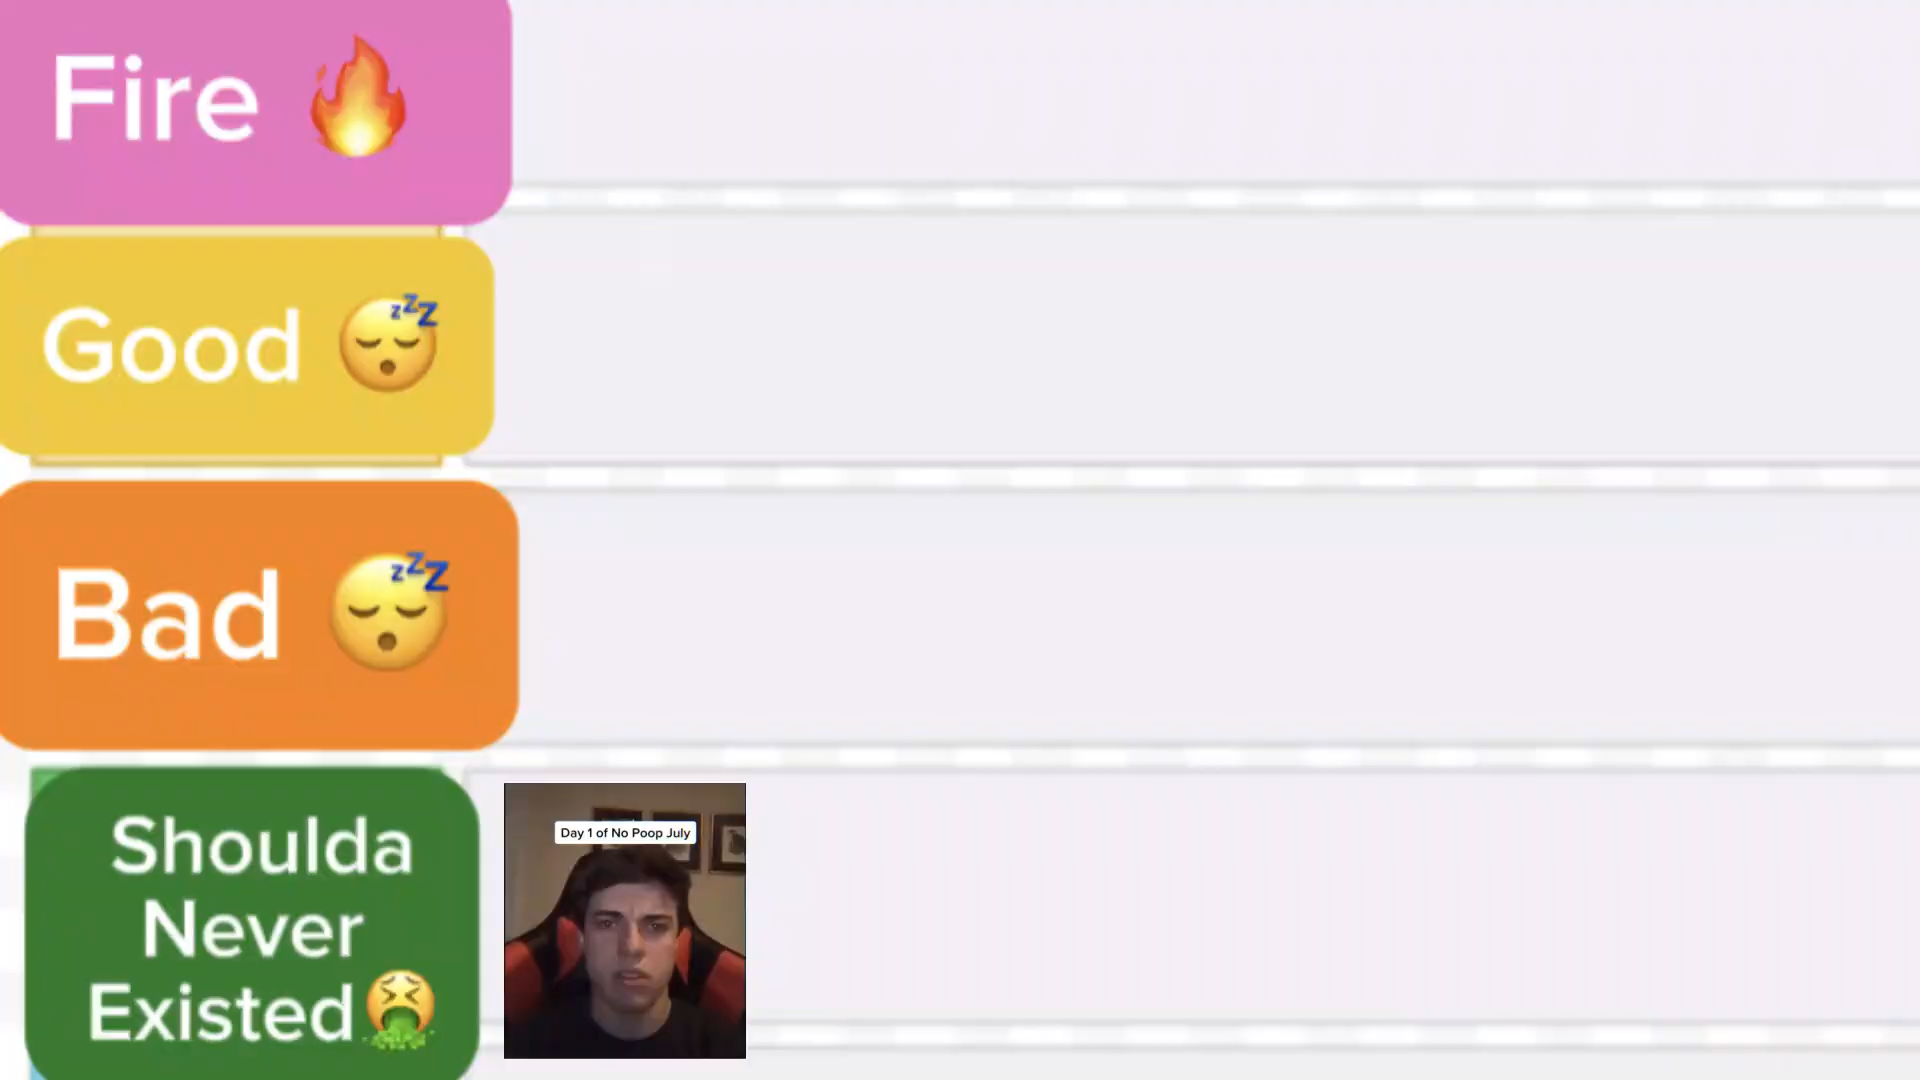 Fire 🔥
Good 😴
Bad 😴
Shoulda
Never
Existed🤮
Day 1 of No Poop July